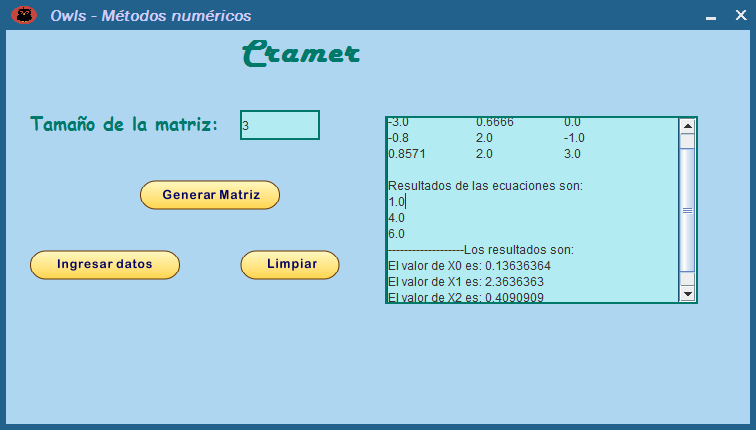 Owls - Métodos numéricos
Cramer
Tamaño de la matriz: 3
Generar Matriz
Ingresar datos
Limpiar
-3.0 0.6666 0.0
-0.8 2.0 -1.0
0.8571 2.0 3.0
Resultados de las ecuaciones son:
1.0
4.0
6.0
-------------------Los resultados son:
El valor de X0 es: 0.13636364
El valor de X1 es: 2.3636363
El valor de X2 es: 0.4090909